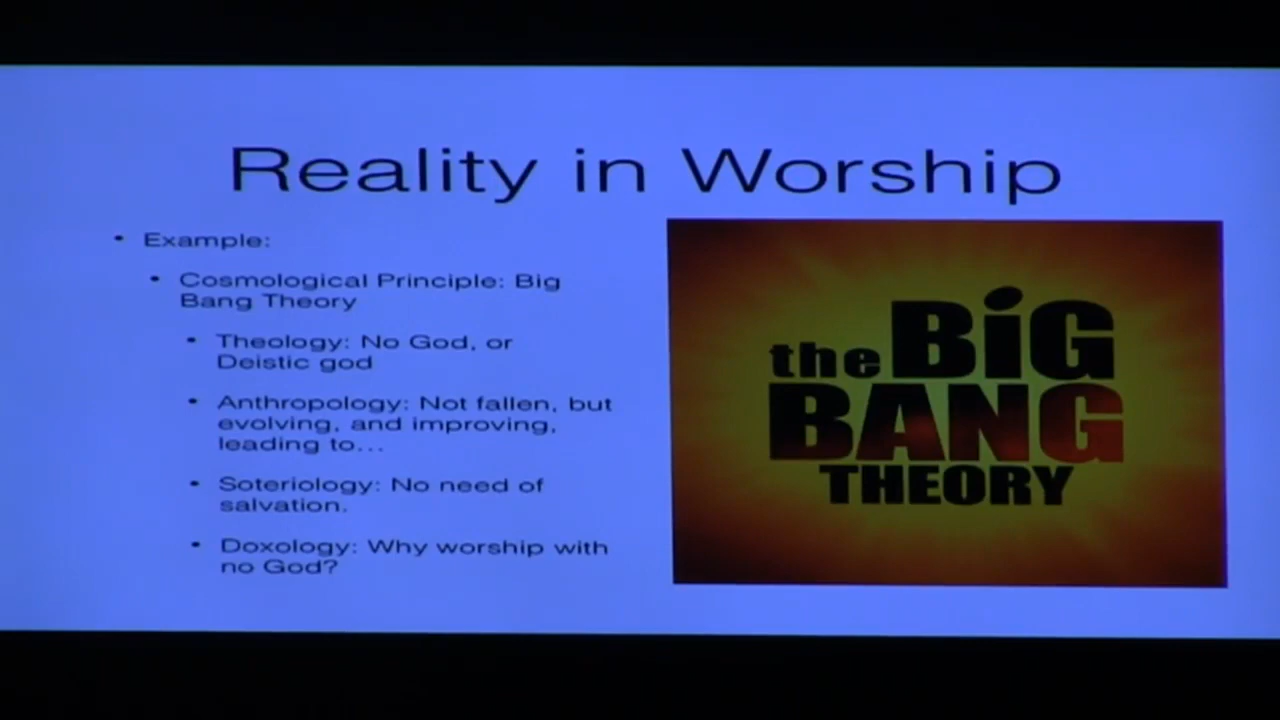 Reality in Worship
• Example:
• Cosmological Principle: Big
Bang Theory
• Theology: No God, or
Deistic god
• Anthropology: Not fallen, but
evolving, and improving,
leading to...
• Soteriology: No need of
salvation.
• Doxology: Why worship with
no God?
the BiG
BANG
THEORY